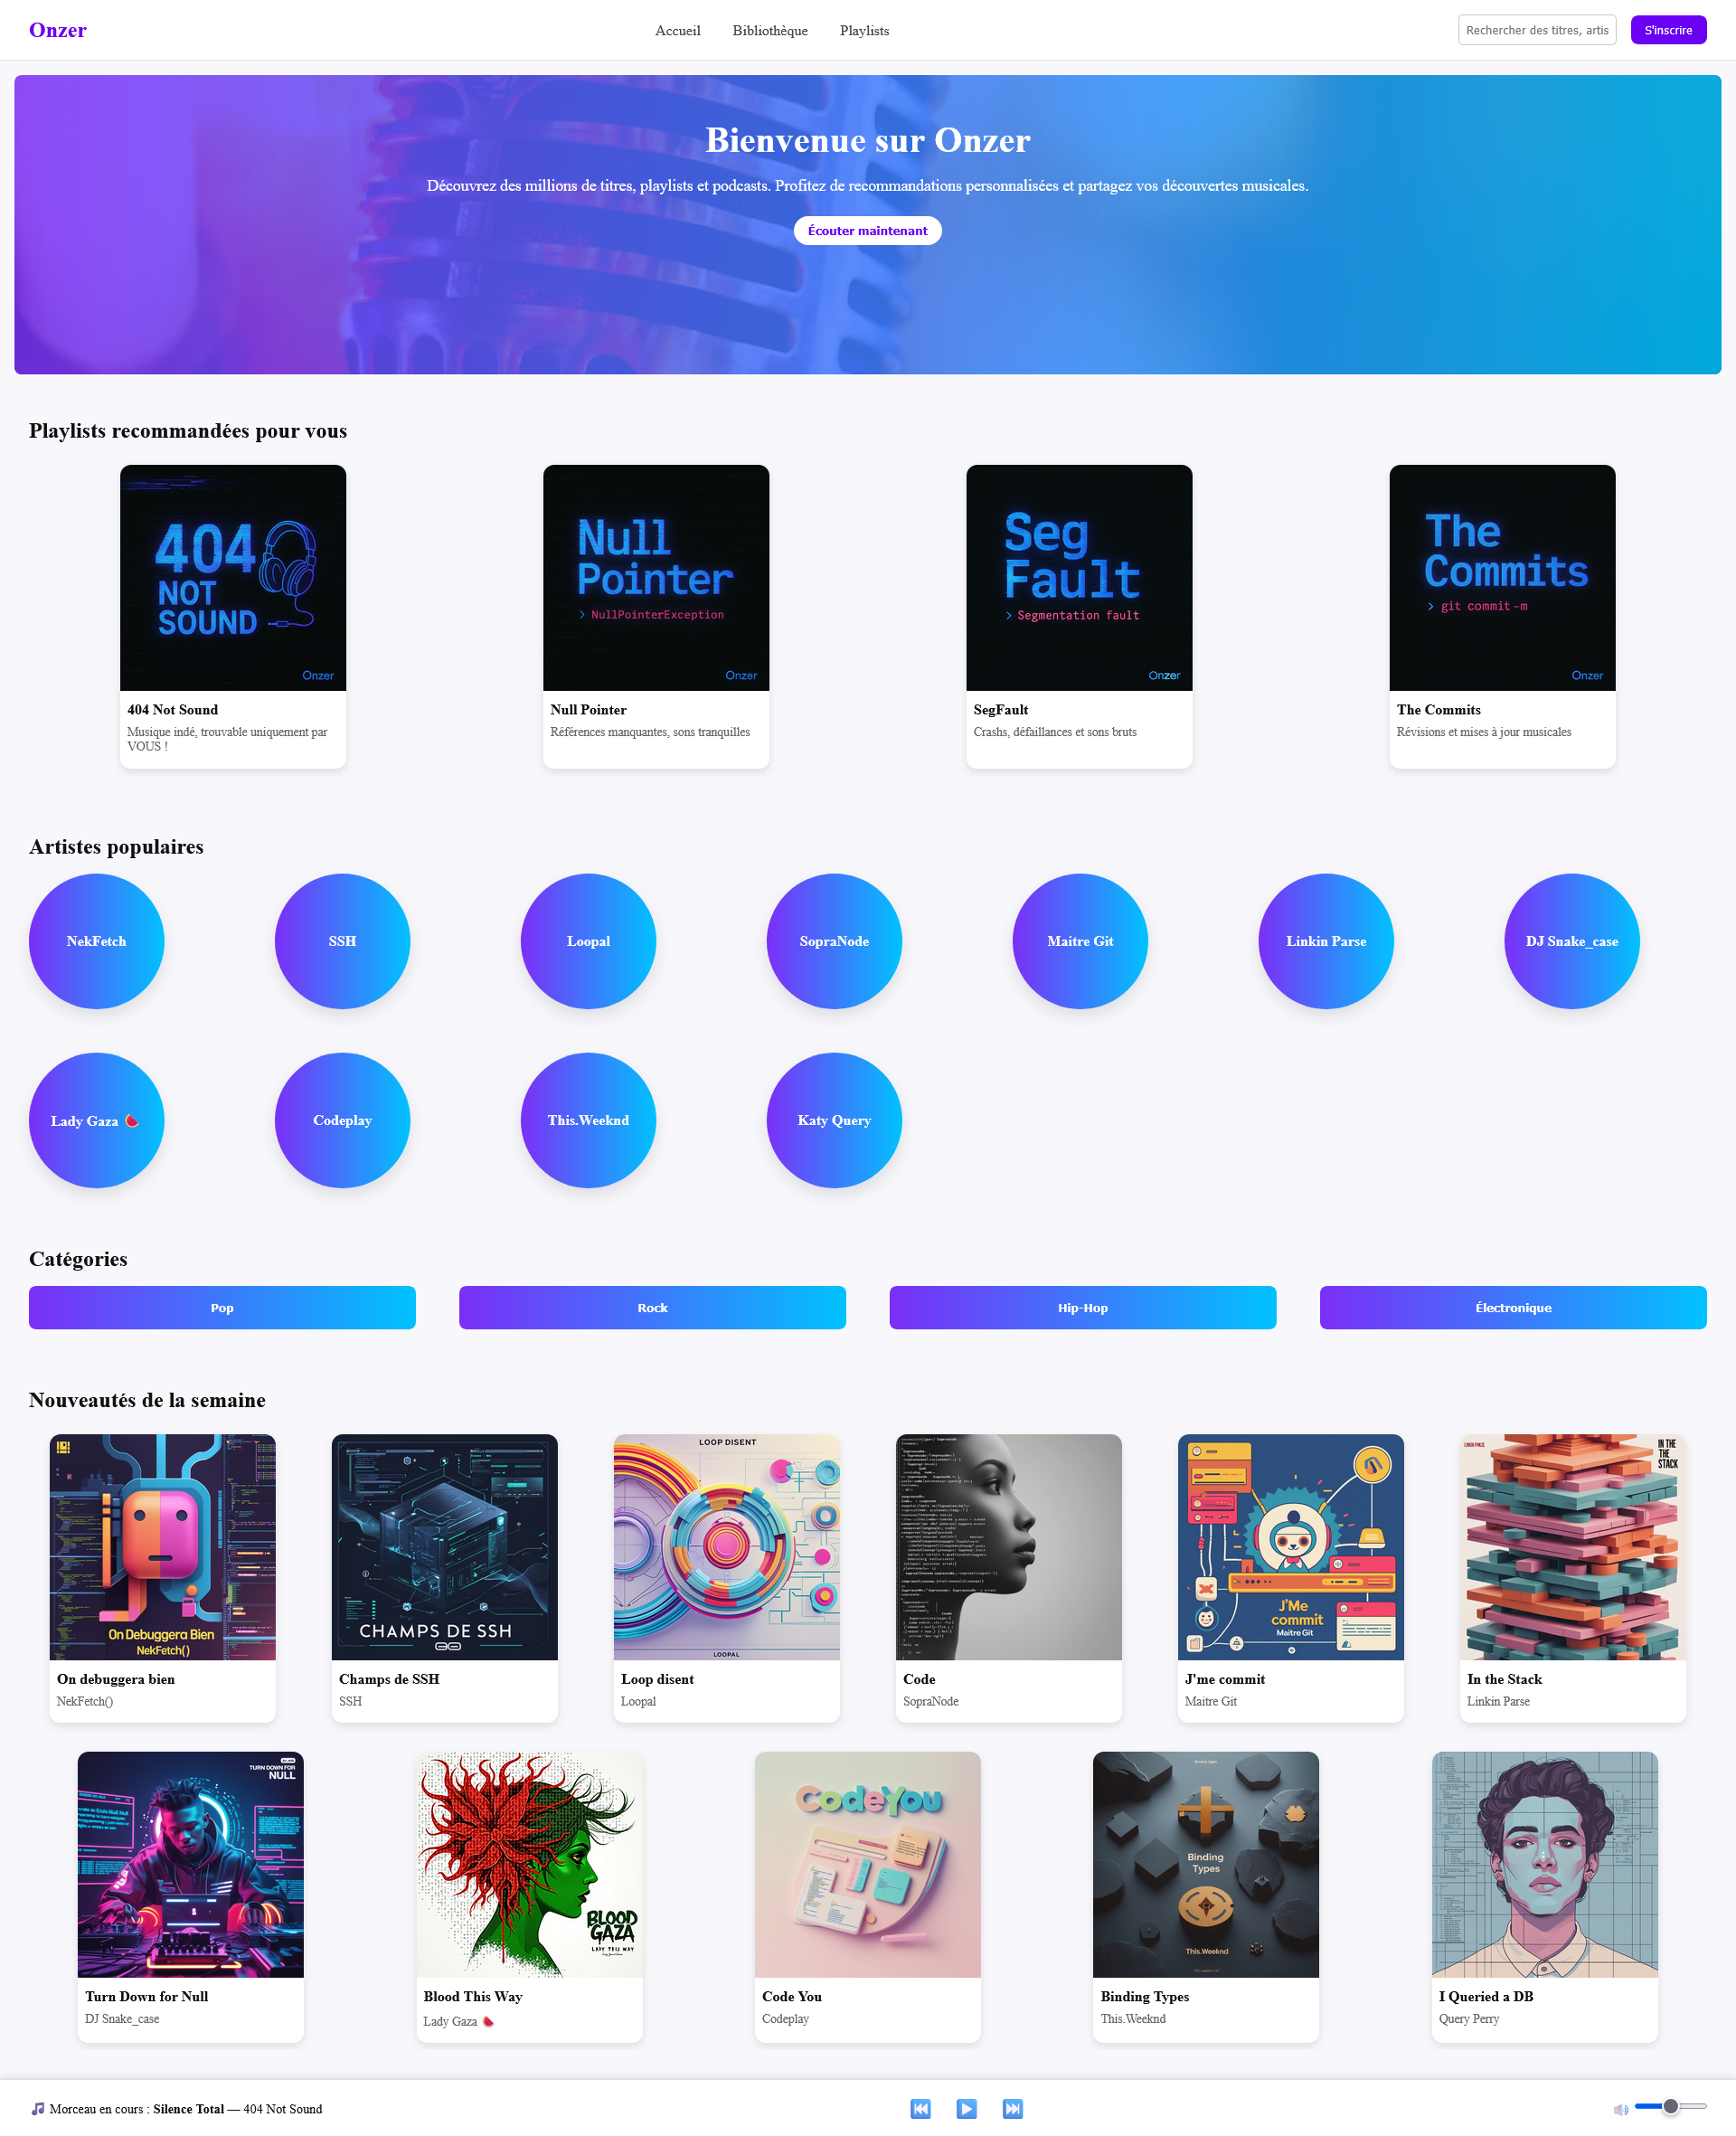 Onzer
Accueil
Bibliothèque
Playlists
Rechercher des titres, artis
S'inscrire
Bienvenue sur Onzer
Découvrez des millions de titres, playlists et podcasts. Profitez de recommandations personnalisées et partagez vos découvertes musicales.
Écouter maintenant
Playlists recommandées pour vous
404
NOT
SOUND
Onzer
404 Not Sound
Musique indé, trouvable uniquement par
VOUS !
Null
Pointer
> NullPointerException
Onzer
Null Pointer
Références manquantes, sons tranquilles
Seg
Fault
> Segmentation fault
Onzer
SegFault
Crashs, défaillances et sons bruts
The
Commits
> git commit -m
Onzer
The Commits
Révisions et mises à jour musicales
Artistes populaires
NekFetch
SSH
Loopal
SopraNode
Maitre Git
Linkin Parse
DJ Snake_case
Lady Gaza 🍉
Codeplay
This.Weeknd
Katy Query
Catégories
Pop
Rock
Hip-Hop
Électronique
Nouveautés de la semaine
On Debuggera Bien
NekFetch()
On debuggera bien
NekFetch()
CHAMPS DE SSH
Champs de SSH
SSH
LOOP DISENT
LOOPAL
Loop disent
Loopal
Code
SopraNode
J'Me
commit
Maitre Git
J'me commit
Maitre Git
LINKIN PARSE
IN THE
THE
STACK
In the Stack
Linkin Parse
TURN DOWN FOR
NULL
Turn Down for Null
DJ Snake_case
BLOOD
GAZA
LADY THIS WAY
Blood This Way
Lady Gaza 🍉
CodeYou
Code You
Codeplay
Binding
Types
This.Weeknd
Binding Types
This.Weeknd
I Queried a DB
Query Perry
🎵 Morceau en cours : Silence Total — 404 Not Sound